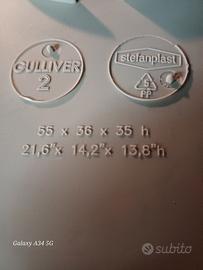 GULLIVER
2
stefanplast
5
PP
55 x 36 x 35 h
21,6"x 14,2"x 13,8"h
Galaxy A34 5G
subito